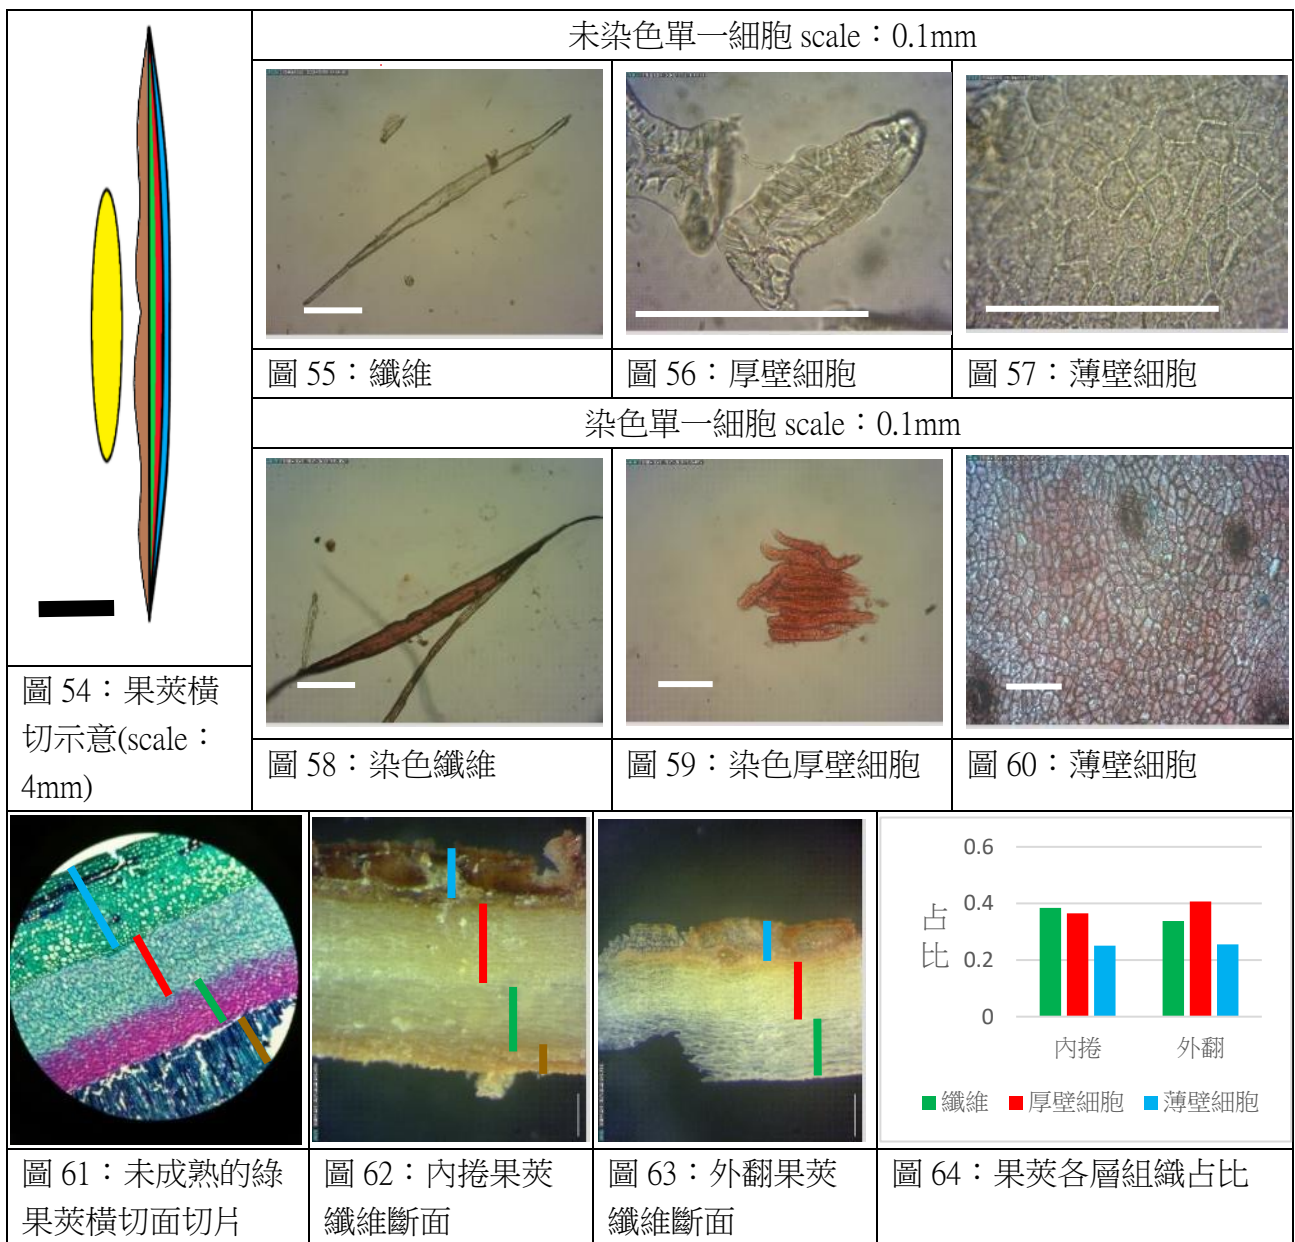 未染色單一細胞 scale：0.1mm
圖 55：纖維
圖 56：厚壁細胞
圖 57：薄壁細胞
染色單一細胞 scale：0.1mm
圖 54：果莢橫
切示意(scale：
4mm)
圖 58：染色纖維
圖 59：染色厚壁細胞
圖 60：薄壁細胞
0.6
0.4
0.2
0
占
比
內捲
外翻
纖維
厚壁細胞
薄壁細胞
圖 61：未成熟的綠
果莢橫切面切片
圖 62：內捲果莢
纖維斷面
圖 63：外翻果莢
纖維斷面
圖 64：果莢各層組織占比